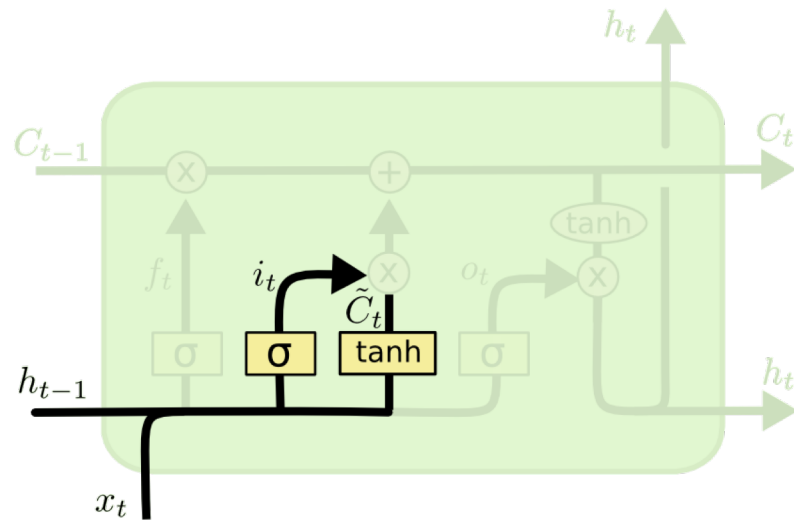 h_t
C_{t-1} × + C_t
tanh
f_t i_t × o_t ×
C̃_t
σ σ tanh σ
h_{t-1} h_t
x_t